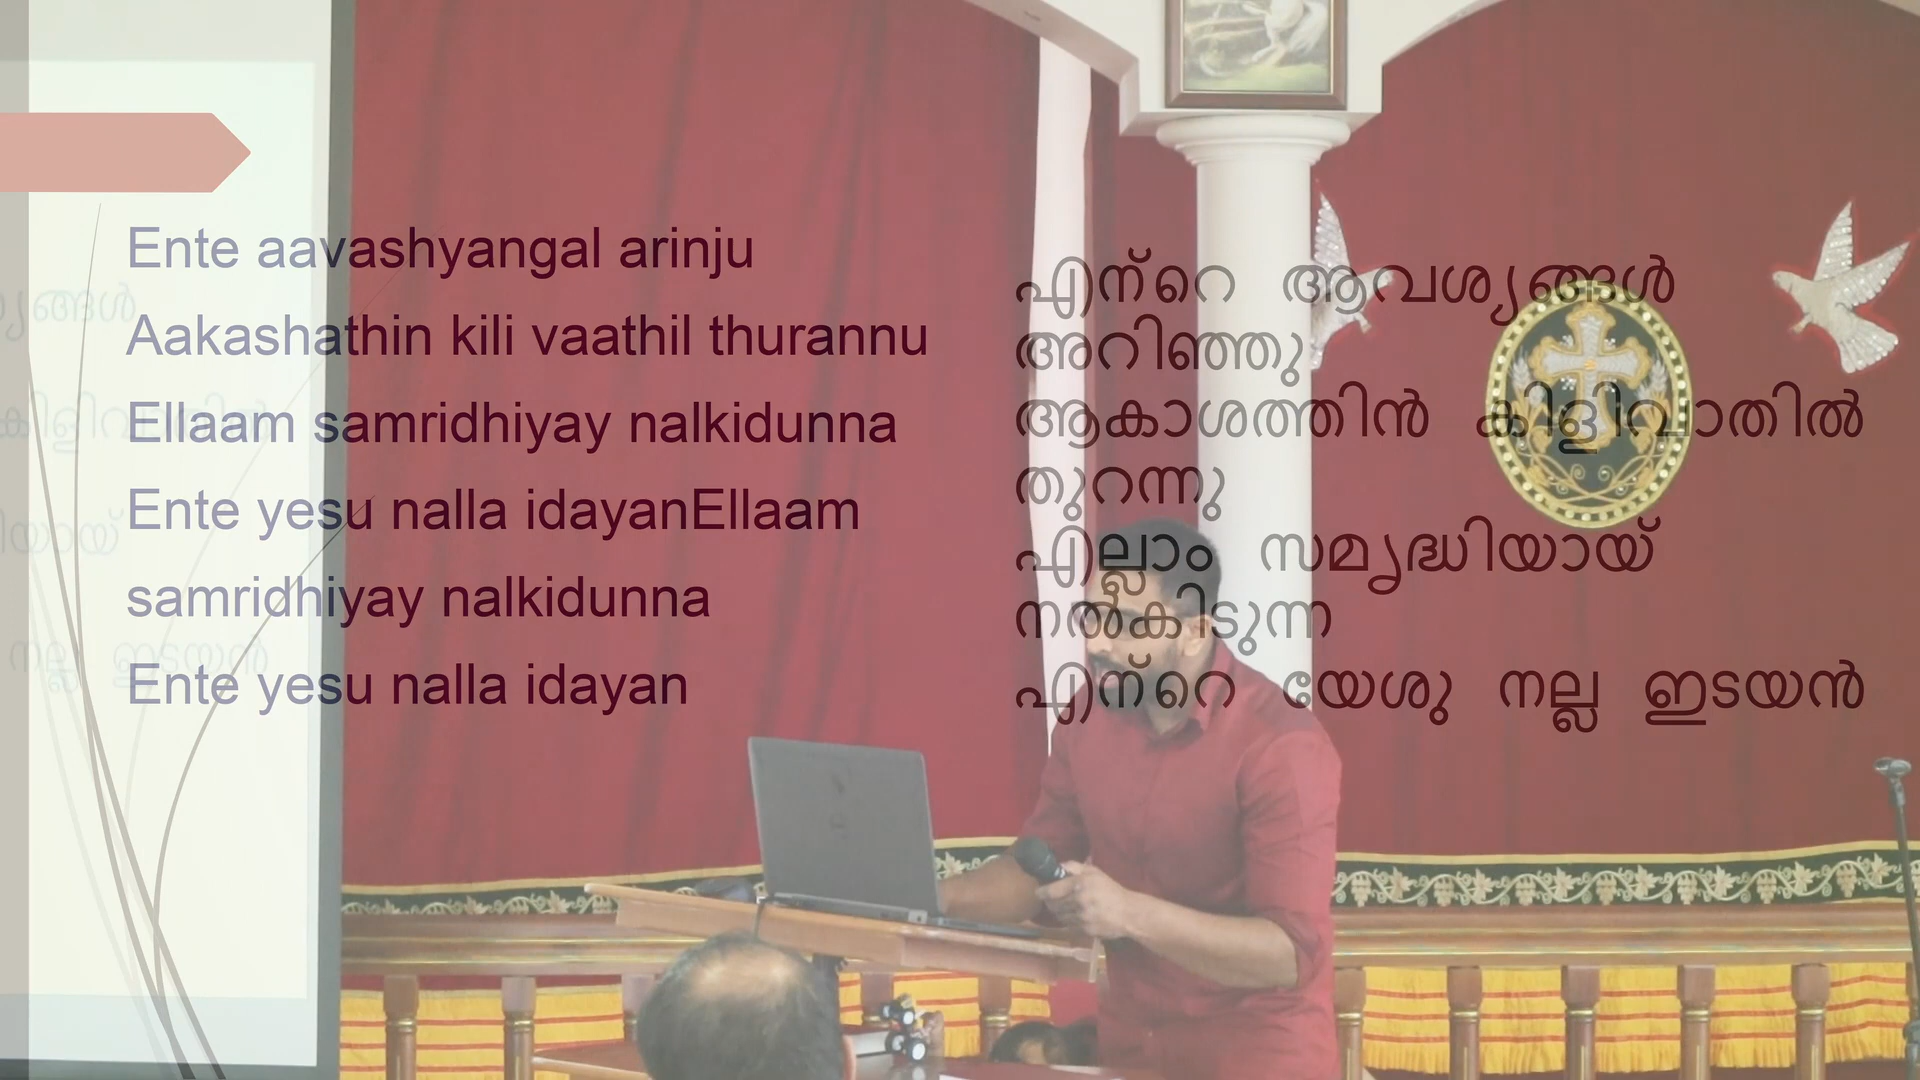 Ente aavashyangal arinju
Aakashathin kili vaathil thurannu
Ellaam samridhiyay nalkidunna
Ente yesu nalla idayanEllaam
samridhiyay nalkidunna
Ente yesu nalla idayan
എന്റെ ആവശ്യങ്ങൾ
അറിഞ്ഞു
ആകാശത്തിൻ കിളിവാതിൽ
തുറന്നു
എല്ലാം സമൃദ്ധിയായ്
നൽകിടുന്ന
എന്റെ യേശു നല്ല ഇടയൻ